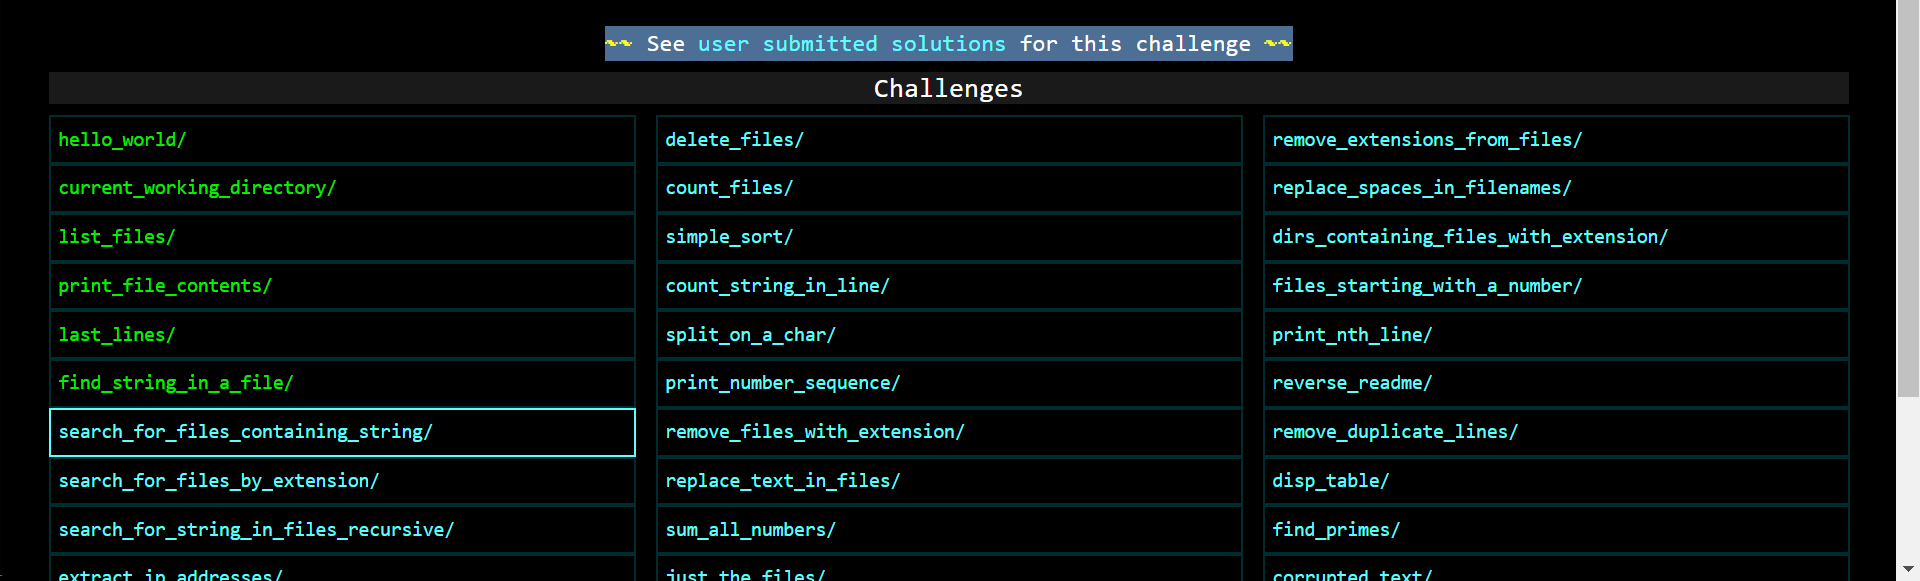 ~~ See user submitted solutions for this challenge ~~
Challenges
hello_world/
current_working_directory/
list_files/
print_file_contents/
last_lines/
find_string_in_a_file/
search_for_files_containing_string/
search_for_files_by_extension/
search_for_string_in_files_recursive/
extract_ip_addresses/
delete_files/
count_files/
simple_sort/
count_string_in_line/
split_on_a_char/
print_number_sequence/
remove_files_with_extension/
replace_text_in_files/
sum_all_numbers/
just_the_files/
remove_extensions_from_files/
replace_spaces_in_filenames/
dirs_containing_files_with_extension/
files_starting_with_a_number/
print_nth_line/
reverse_readme/
remove_duplicate_lines/
disp_table/
find_primes/
corrupted_text/